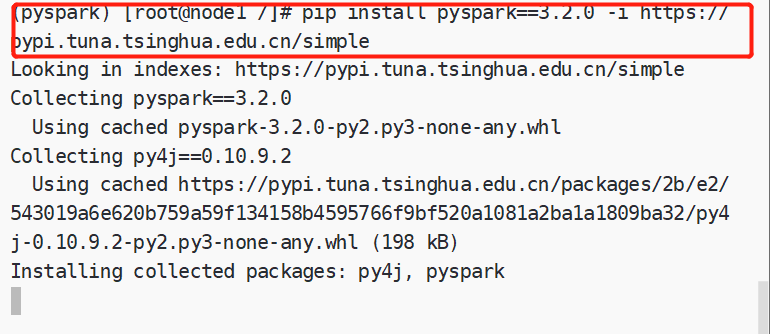 (pyspark) [root@node1 /]# pip install pyspark==3.2.0 -i https://
pypi.tuna.tsinghua.edu.cn/simple
Looking in indexes: https://pypi.tuna.tsinghua.edu.cn/simple
Collecting pyspark==3.2.0
  Using cached pyspark-3.2.0-py2.py3-none-any.whl
Collecting py4j==0.10.9.2
  Using cached https://pypi.tuna.tsinghua.edu.cn/packages/2b/e2/
543019a6e620b759a59f134158b4595766f9bf520a1081a2ba1a1809ba32/py4
j-0.10.9.2-py2.py3-none-any.whl (198 kB)
Installing collected packages: py4j, pyspark